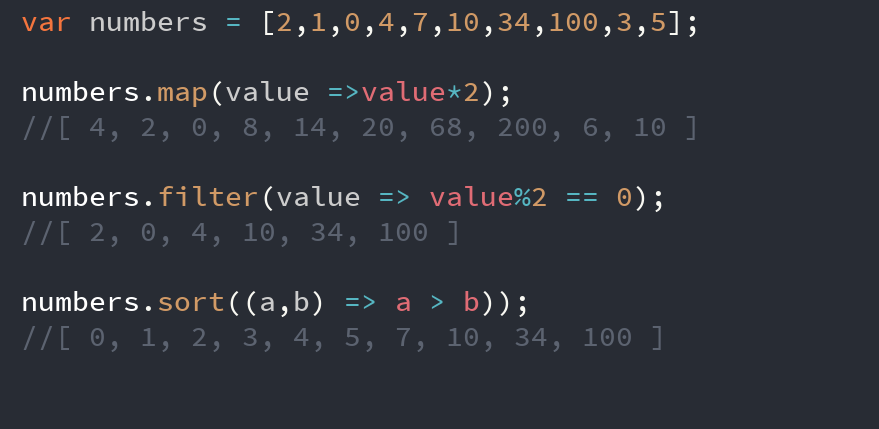 var numbers = [2,1,0,4,7,10,34,100,3,5];
numbers.map(value =>value*2);
//[ 4, 2, 0, 8, 14, 20, 68, 200, 6, 10 ]
numbers.filter(value => value%2 == 0);
//[ 2, 0, 4, 10, 34, 100 ]
numbers.sort((a,b) => a > b));
//[ 0, 1, 2, 3, 4, 5, 7, 10, 34, 100 ]